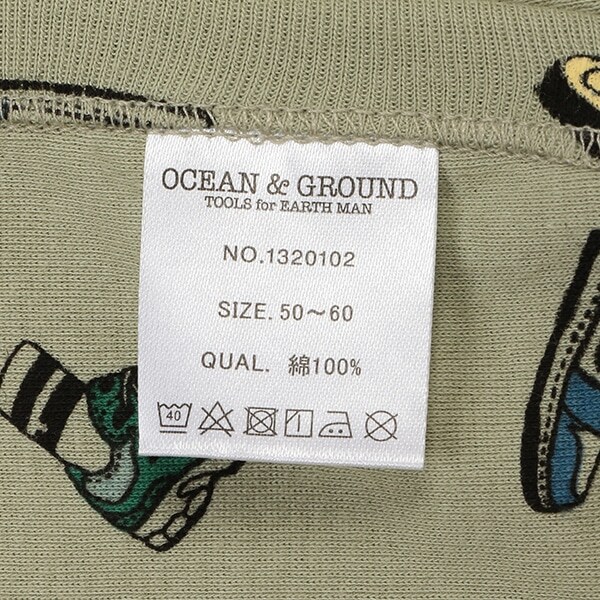 OCEAN & GROUND
TOOLS for EARTH MAN
NO.1320102
SIZE. 50～60
QUAL. 綿100%
40